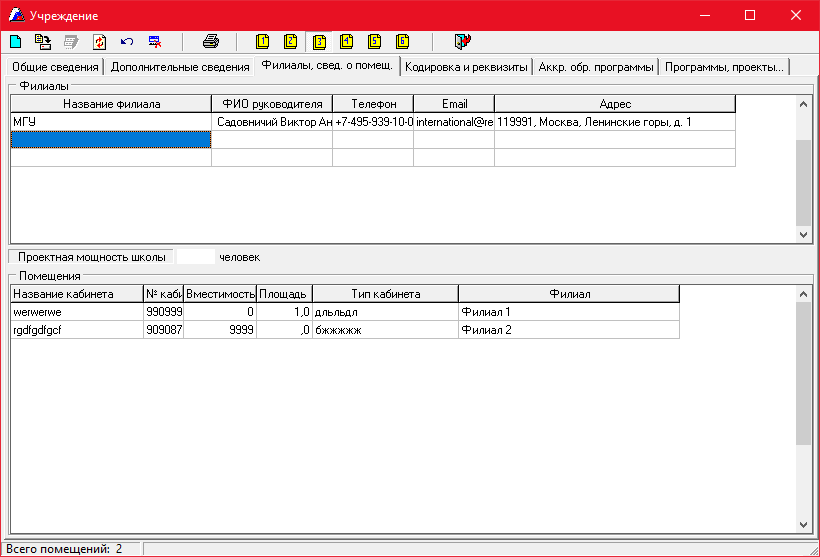 Учреждение
1 2 3 4 5 6
Общие сведения Дополнительные сведения Филиалы, свед. о помещ. Кодировка и реквизиты Аккр. обр. программы Программы, проекты...
Филиалы
Название филиала ФИО руководителя Телефон Email Адрес
МГУ Садовничий Виктор Ан +7-495-939-10-0 international@re 119991, Москва, Ленинские горы, д. 1
Проектная мощность школы человек
Помещения
Название кабинета № каби Вместимость Площадь Тип кабинета Филиал
werwerwe 990999 0 1,0 дльльдл Филиал 1
rgdfgdfgcf 909087 9999 ,0 бжжжжж Филиал 2
Всего помещений: 2